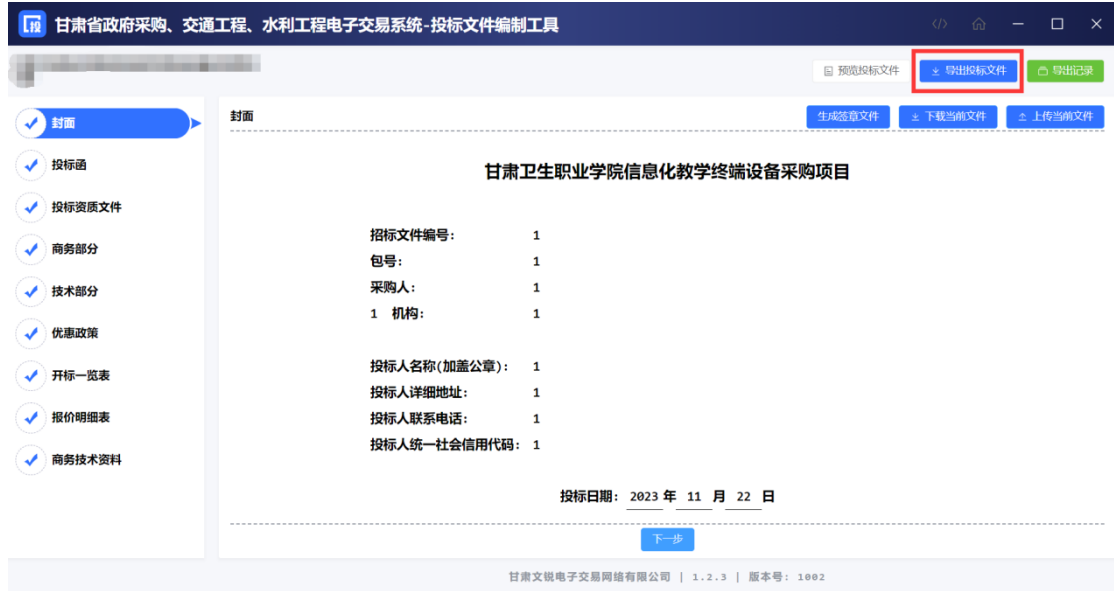 投 甘肃省政府采购、交通工程、水利工程电子交易系统-投标文件编制工具
预览投标文件 导出投标文件 导出记录
封面
投标函
投标资质文件
商务部分
技术部分
优惠政策
开标一览表
报价明细表
商务技术资料
封面 生成签章文件 下载当前文件 上传当前文件
甘肃卫生职业学院信息化教学终端设备采购项目
招标文件编号: 1
包号: 1
采购人: 1
1 机构: 1
投标人名称(加盖公章): 1
投标人详细地址: 1
投标人联系电话: 1
投标人统一社会信用代码: 1
投标日期: 2023 年 11 月 22 日
下一步
甘肃文锐电子交易网络有限公司 | 1.2.3 | 版本号: 1002